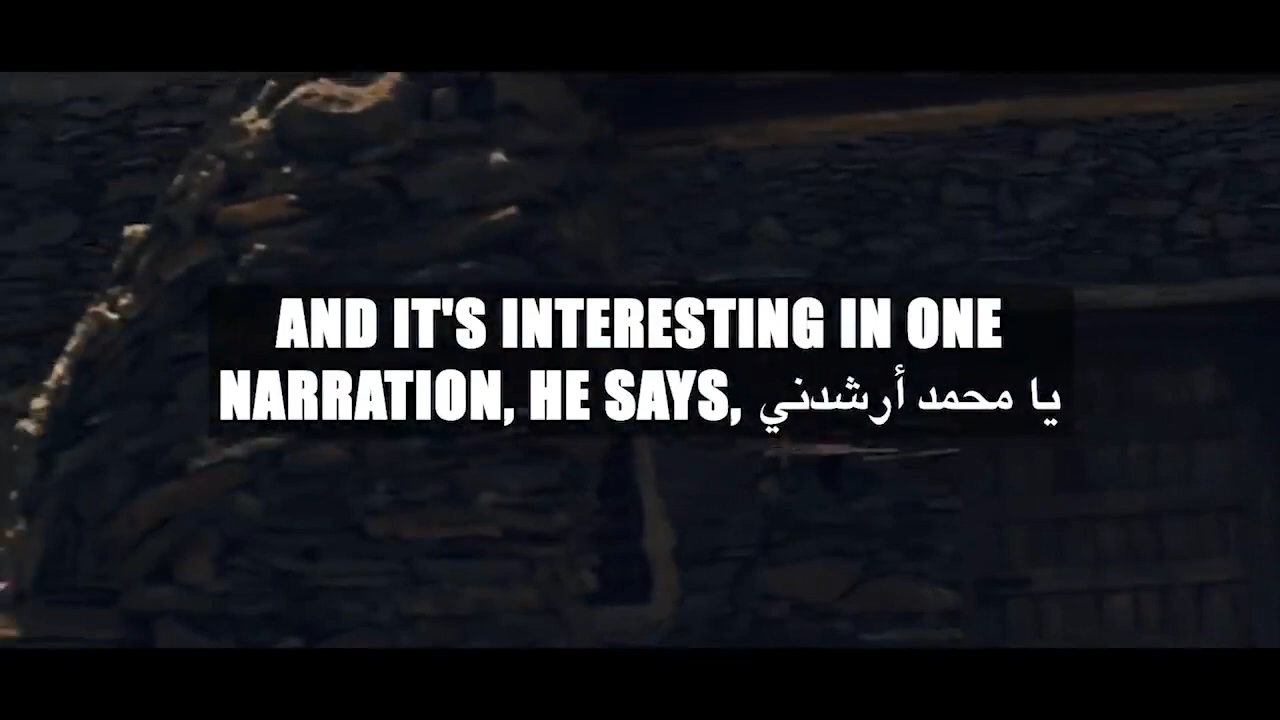 AND IT'S INTERESTING IN ONE
NARRATION, HE SAYS, يا محمد أرشدني